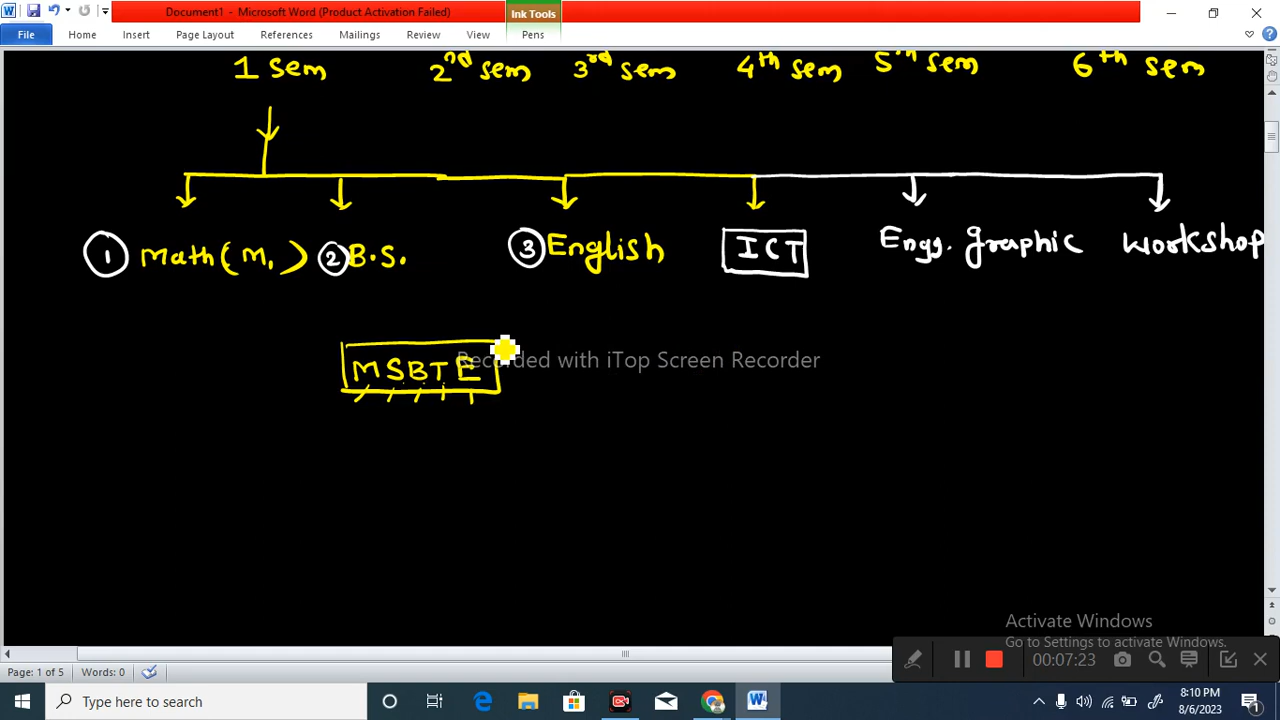 Document1 - Microsoft Word (Product Activation Failed)
Ink Tools
File Home Insert Page Layout References Mailings Review View Pens
1 sem 2nd sem 3rd sem 4th sem 5th sem 6th sem
1 Math (M1) 2 B.S. 3 English ICT Engg. graphic Workshop
MSBTE
Recorded with iTop Screen Recorder
Activate Windows
Go to Settings to activate Windows.
00:07:23
Page: 1 of 5 Words: 0
Type here to search
8:10 PM
8/6/2023